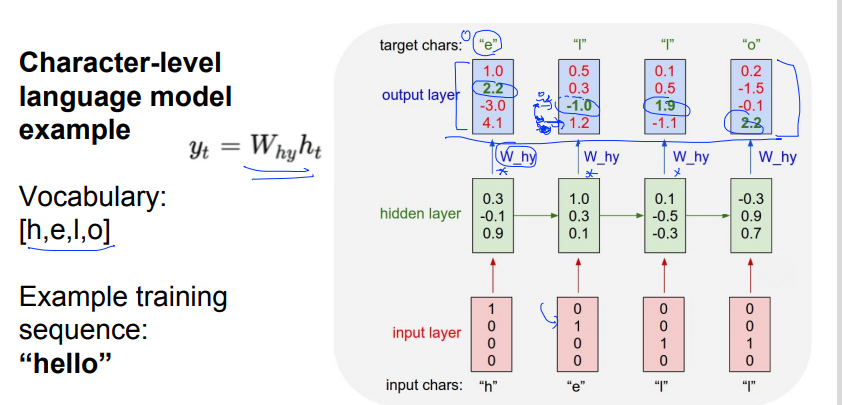 Character-level
language model
example
y_t = W_hy h_t
Vocabulary:
[h,e,l,o]
Example training
sequence:
“hello”
target chars: “e” “l” “l” “o”
output layer
1.0 0.5 0.1 0.2
2.2 0.3 0.5 -1.5
-3.0 -1.0 1.9 -0.1
4.1 1.2 -1.1 2.2
W_hy W_hy W_hy W_hy
hidden layer
0.3 1.0 0.1 -0.3
-0.1 0.3 -0.5 0.9
0.9 0.1 -0.3 0.7
input layer
1 0 0 0
0 1 0 0
0 0 1 1
0 0 0 0
input chars: “h” “e” “l” “l”